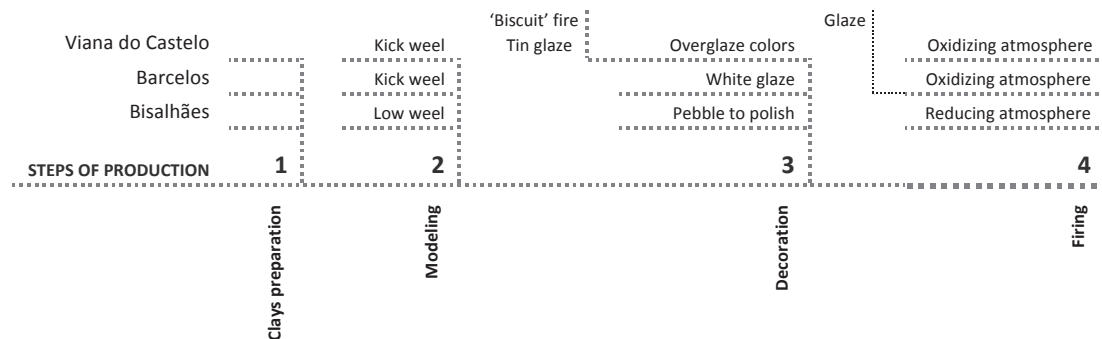 'Biscuit' fire
Glaze
Viana do Castelo Kick weel Tin glaze Overglaze colors Oxidizing atmosphere
Barcelos Kick weel White glaze Oxidizing atmosphere
Bisalhães Low weel Pebble to polish Reducing atmosphere
STEPS OF PRODUCTION 1 2 3 4
Clays preparation
Modeling
Decoration
Firing